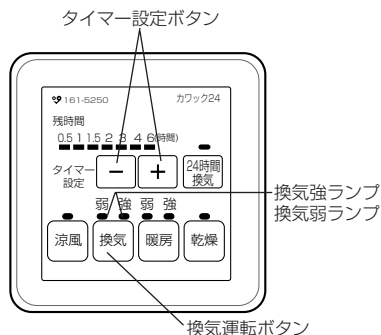 タイマー設定ボタン
161-5250 カワック24
残時間
0.5 1 1.5 2 3 4 6(時間)
タイマー
設定
− +
24時間
換気
弱 強 弱 強
換気強ランプ
換気弱ランプ
涼風 換気 暖房 乾燥
換気運転ボタン